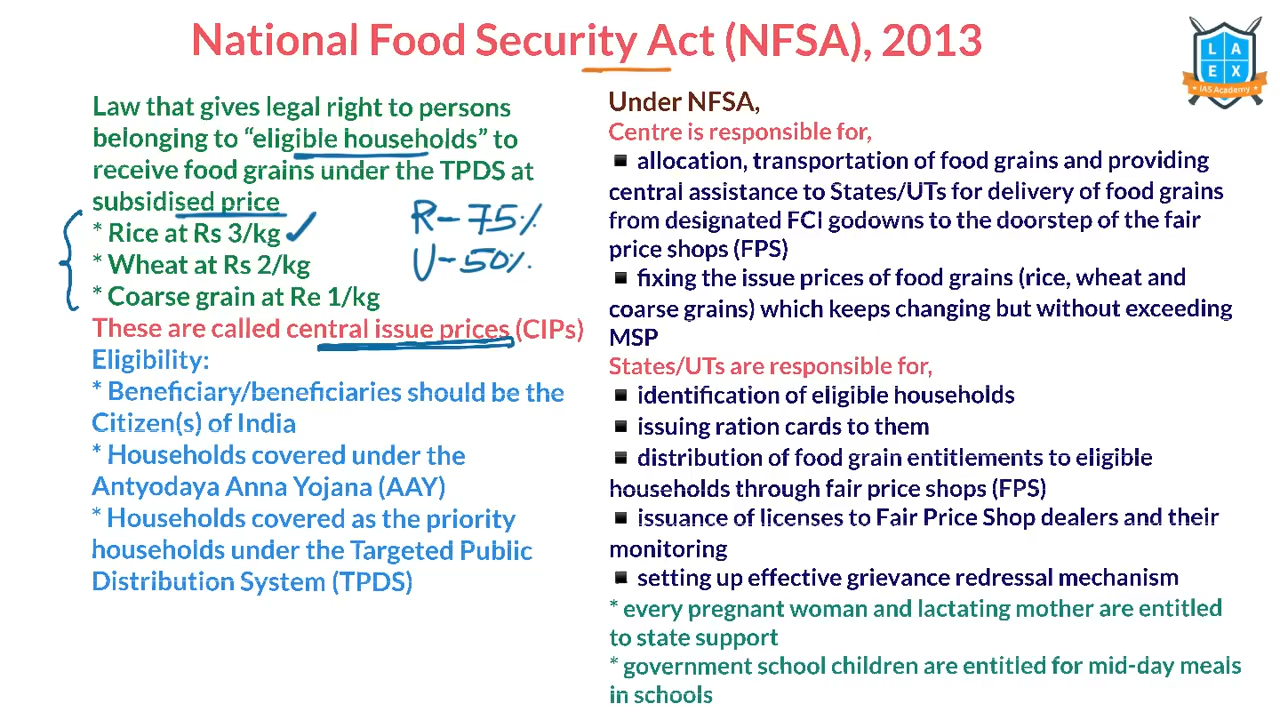 National Food Security Act (NFSA), 2013
LA
EX
IAS Academy
Law that gives legal right to persons
belonging to “eligible households” to
receive food grains under the TPDS at
subsidised price
* Rice at Rs 3/kg
* Wheat at Rs 2/kg
* Coarse grain at Re 1/kg
R - 75%
U - 50%
These are called central issue prices (CIPs)
Eligibility:
* Beneficiary/beneficiaries should be the
Citizen(s) of India
* Households covered under the
Antyodaya Anna Yojana (AAY)
* Households covered as the priority
households under the Targeted Public
Distribution System (TPDS)
Under NFSA,
Centre is responsible for,
▪ allocation, transportation of food grains and providing
central assistance to States/UTs for delivery of food grains
from designated FCI godowns to the doorstep of the fair
price shops (FPS)
▪ fixing the issue prices of food grains (rice, wheat and
coarse grains) which keeps changing but without exceeding
MSP
States/UTs are responsible for,
▪ identification of eligible households
▪ issuing ration cards to them
▪ distribution of food grain entitlements to eligible
households through fair price shops (FPS)
▪ issuance of licenses to Fair Price Shop dealers and their
monitoring
▪ setting up effective grievance redressal mechanism
* every pregnant woman and lactating mother are entitled
to state support
* government school children are entitled for mid-day meals
in schools